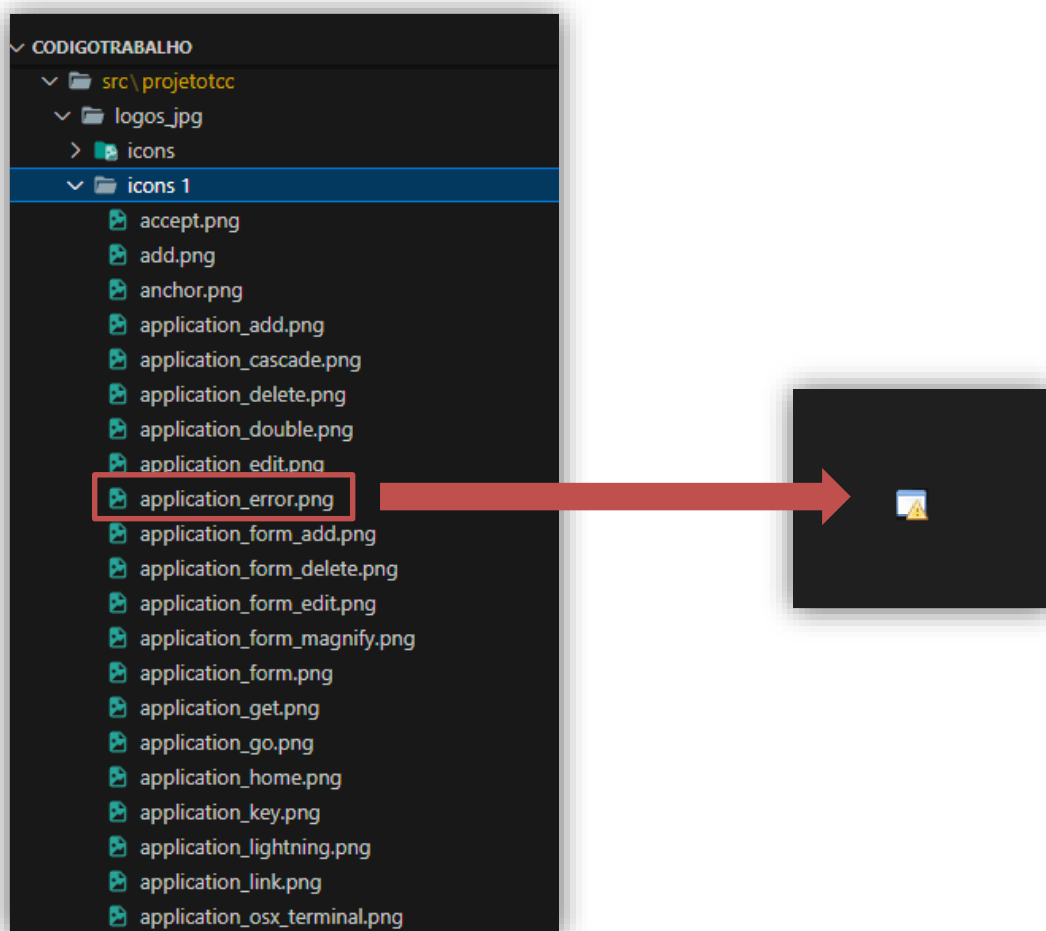 CODIGOTRABALHO
src\projetotcc
logos_jpg
icons
icons 1
accept.png
add.png
anchor.png
application_add.png
application_cascade.png
application_delete.png
application_double.png
application_edit.png
application_error.png
application_form_add.png
application_form_delete.png
application_form_edit.png
application_form_magnify.png
application_form.png
application_get.png
application_go.png
application_home.png
application_key.png
application_lightning.png
application_link.png
application_osx_terminal.png